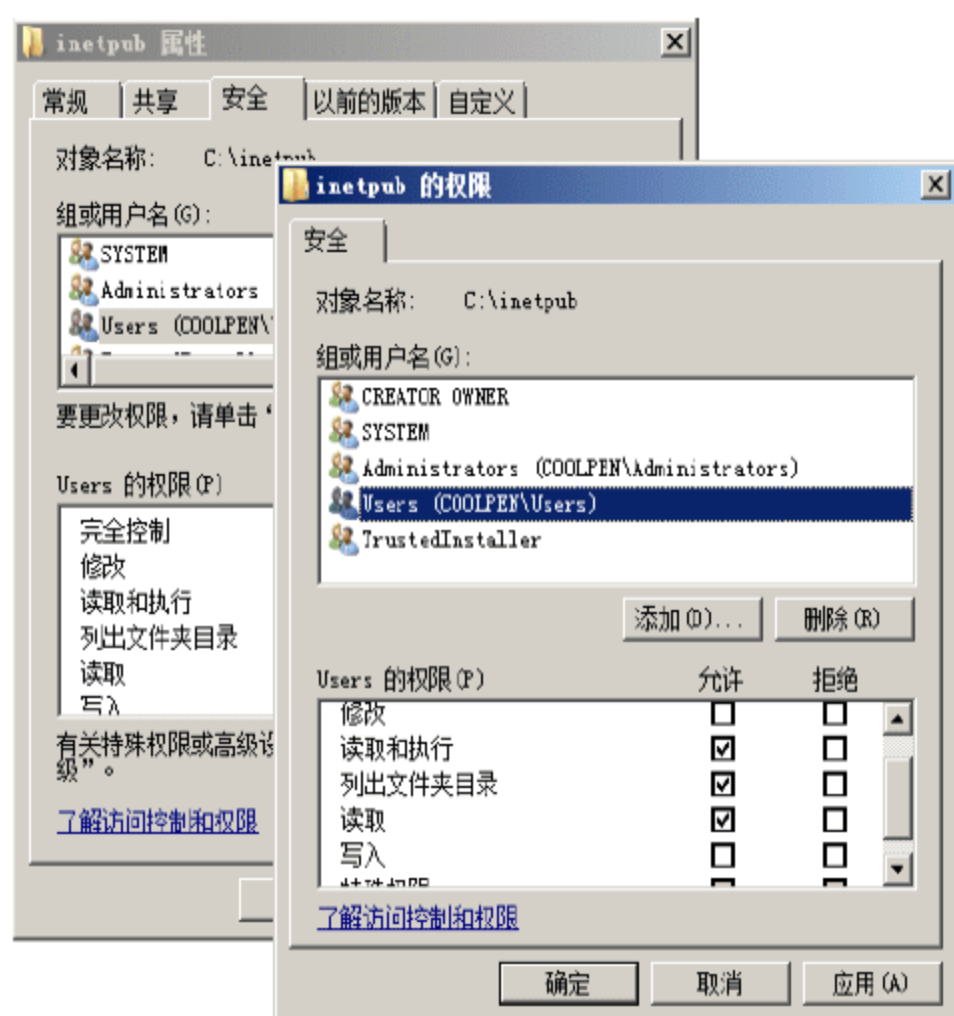 inetpub 属性
常规 共享 安全 以前的版本 自定义
对象名称: C:\inetpub
组或用户名(G):
SYSTEM
Administrators
Users (COOLPEN\
要更改权限，请单击“
Users 的权限(P)
完全控制
修改
读取和执行
列出文件夹目录
读取
写入
有关特殊权限或高级设
级”。
了解访问控制和权限
inetpub 的权限
安全
对象名称: C:\inetpub
组或用户名(G):
CREATOR OWNER
SYSTEM
Administrators (COOLPEN\Administrators)
Users (COOLPEN\Users)
TrustedInstaller
添加(D)... 删除(R)
Users 的权限(P) 允许 拒绝
修改
读取和执行
列出文件夹目录
读取
写入
特殊权限
了解访问控制和权限
确定 取消 应用(A)